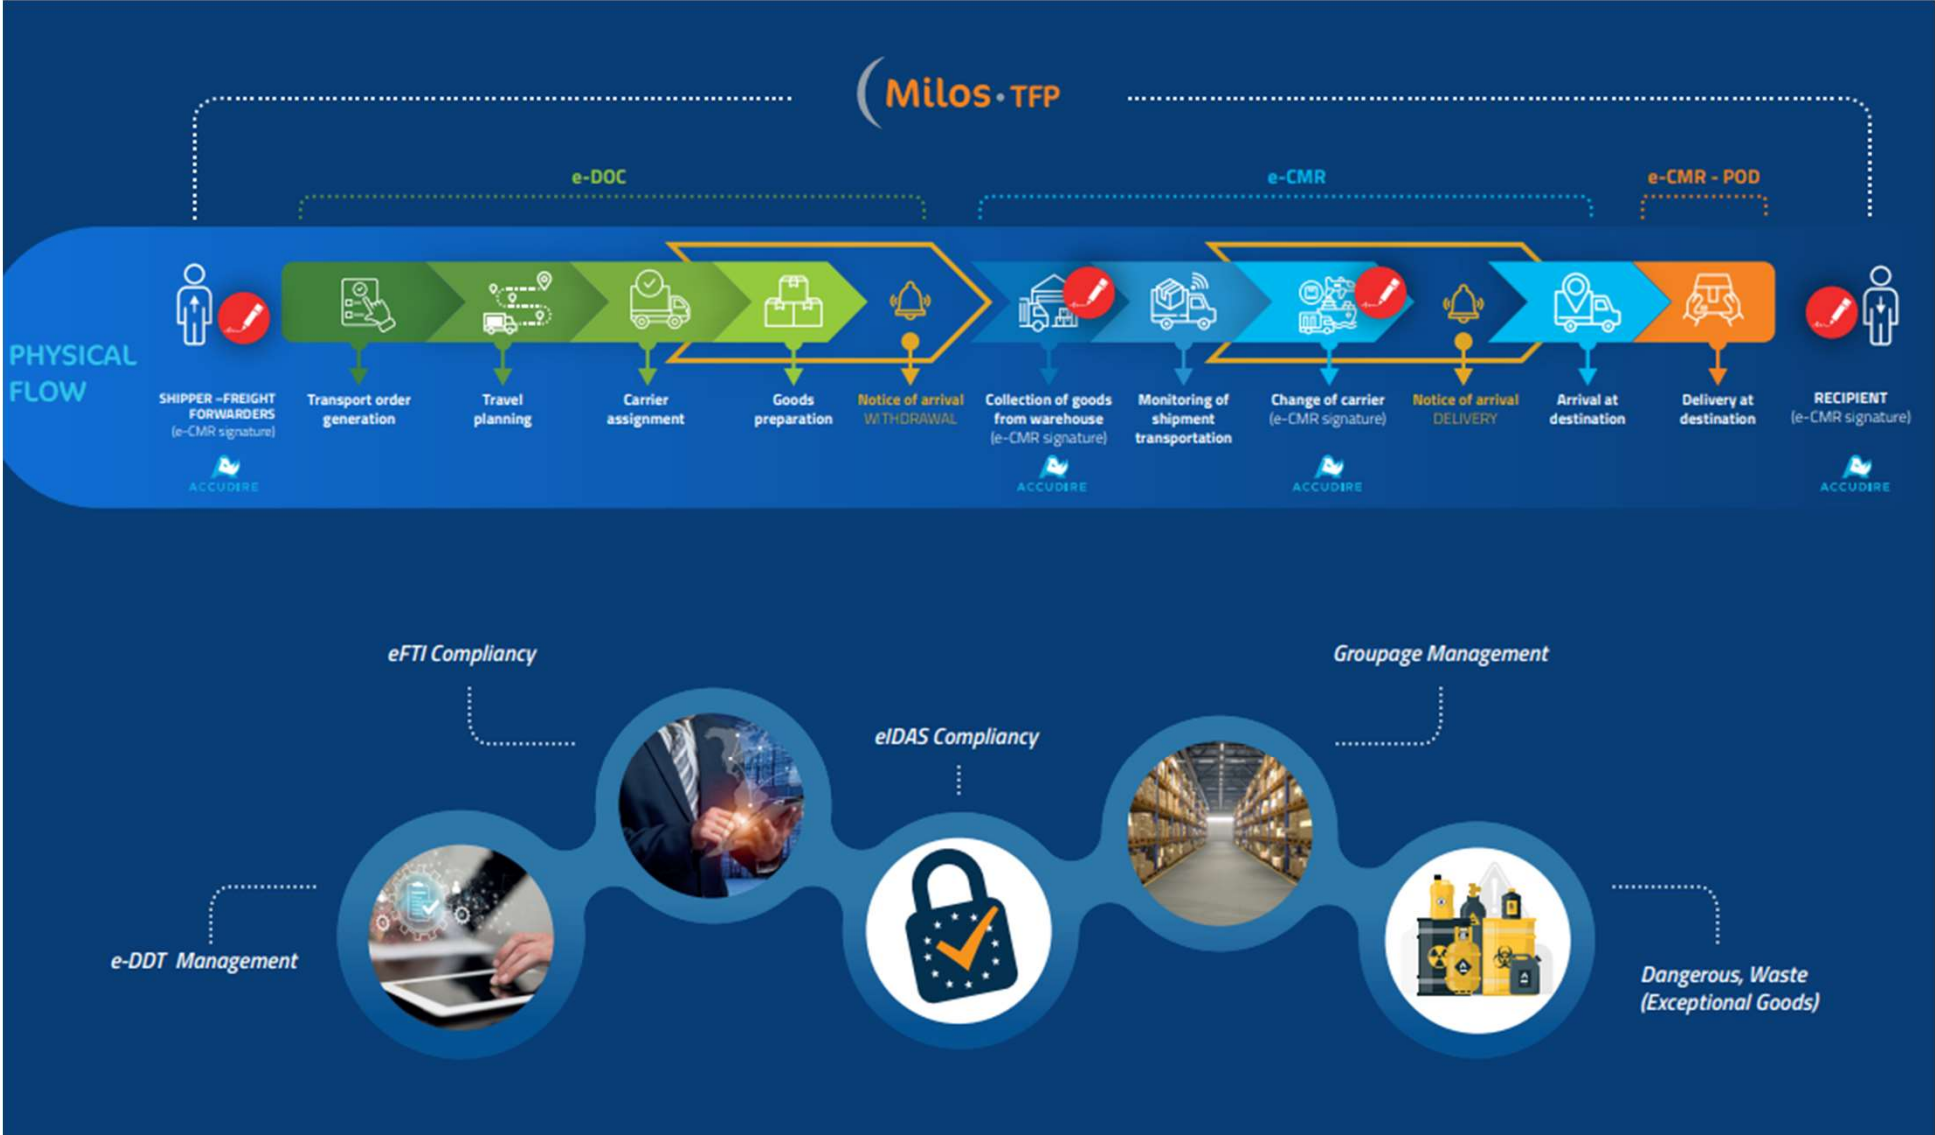 Milos • TFP
e-DOC
e-CMR
e-CMR - POD
PHYSICAL
FLOW
SHIPPER –FREIGHT
FORWARDERS
(e-CMR signature)
ACCUDIRE
Transport order
generation
Travel
planning
Carrier
assignment
Goods
preparation
Notice of arrival
WITHDRAWAL
Collection of goods
from warehouse
(e-CMR signature)
ACCUDIRE
Monitoring of
shipment
transportation
Change of carrier
(e-CMR signature)
ACCUDIRE
Notice of arrival
DELIVERY
Arrival at
destination
Delivery at
destination
RECIPIENT
(e-CMR signature)
ACCUDIRE
eFTI Compliancy
Groupage Management
eIDAS Compliancy
e-DDT Management
Dangerous, Waste
(Exceptional Goods)